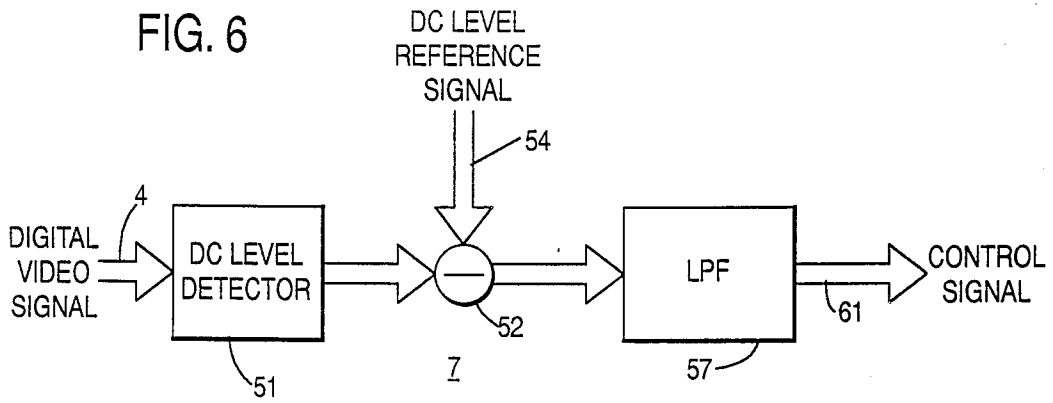 FIG. 6
DC LEVEL
REFERENCE
SIGNAL
54
4
DIGITAL
VIDEO
SIGNAL
DC LEVEL
DETECTOR
51
—
52
7
LPF
57
61
CONTROL
SIGNAL